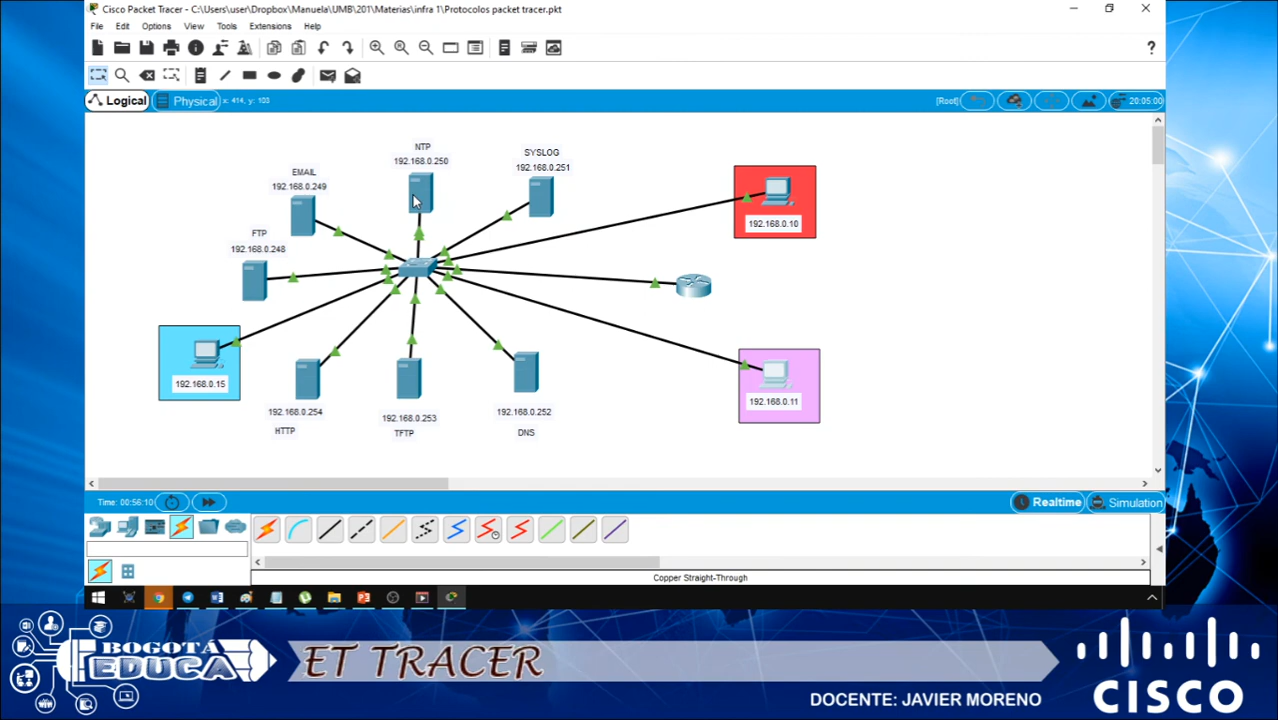 Cisco Packet Tracer - C:\Users\user\Dropbox\Manuela\UMB\201\Materias\infra 1\Protocolos packet tracer.pkt
File Edit Options View Tools Extensions Help
?
Logical Physical x: 414, y: 103 [Root] 20:05:00
NTP
192.168.0.250
SYSLOG
192.168.0.251
EMAIL
192.168.0.249
192.168.0.10
FTP
192.168.0.248
192.168.0.15
192.168.0.11
192.168.0.254
HTTP
192.168.0.253
TFTP
192.168.0.252
DNS
Time: 00:56:10 Realtime Simulation
Copper Straight-Through
BOGOTÁ
EDUCA
ET TRACER
DOCENTE: JAVIER MORENO
CISCO